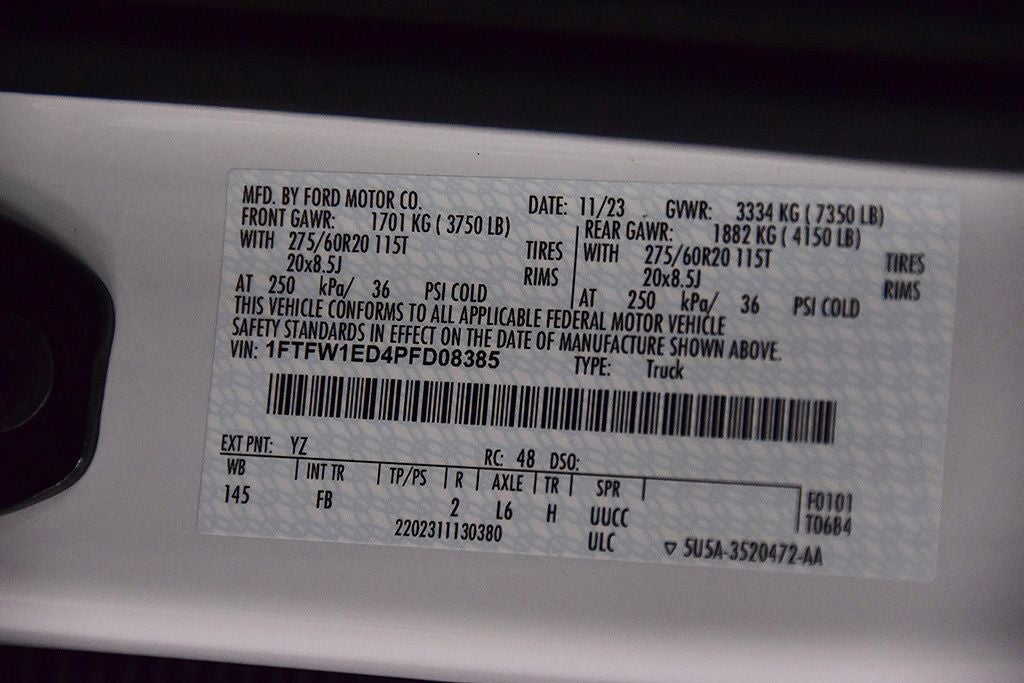 MFD. BY FORD MOTOR CO. DATE: 11/23 GVWR: 3334 KG ( 7350 LB)
FRONT GAWR: 1701 KG ( 3750 LB) REAR GAWR: 1882 KG ( 4150 LB)
WITH 275/60R20 115T TIRES WITH 275/60R20 115T TIRES
20x8.5J RIMS 20x8.5J RIMS
AT 250 kPa/ 36 PSI COLD AT 250 kPa/ 36 PSI COLD
THIS VEHICLE CONFORMS TO ALL APPLICABLE FEDERAL MOTOR VEHICLE
SAFETY STANDARDS IN EFFECT ON THE DATE OF MANUFACTURE SHOWN ABOVE.
VIN: 1FTFW1ED4PFD08385 TYPE: Truck
EXT PNT: YZ RC: 48 DSO:
WB INT TR TP/PS R AXLE TR SPR
145 FB 2 L6 H UUCC F0101
2202311130380 ULC T06B4
▽ 5U5A-3520472-AA